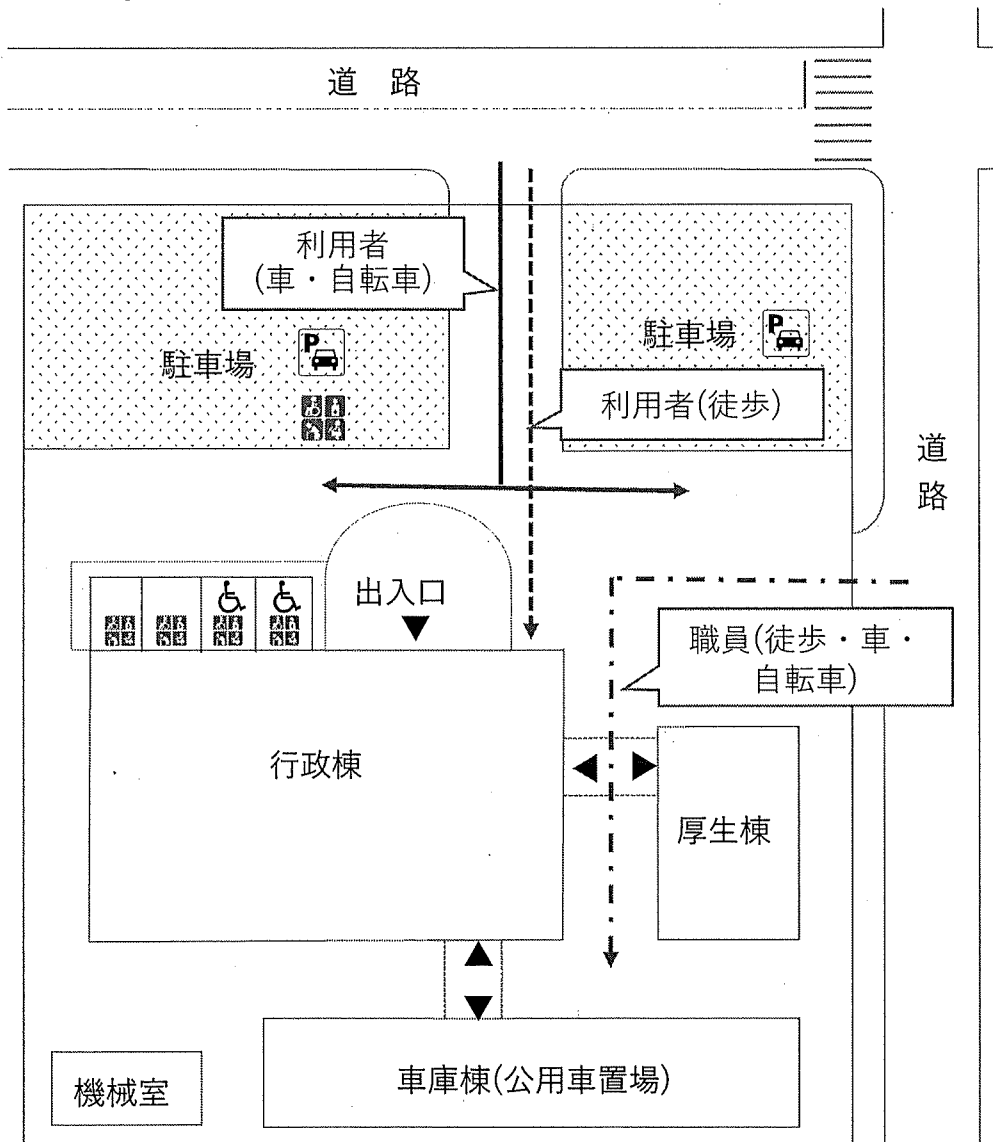 道 路
利用者
(車・自転車)
駐車場
P
駐車場
P
利用者(徒歩)
道
路
出入口
職員(徒歩・車・
自転車)
行政棟
厚生棟
車庫棟(公用車置場)
機械室